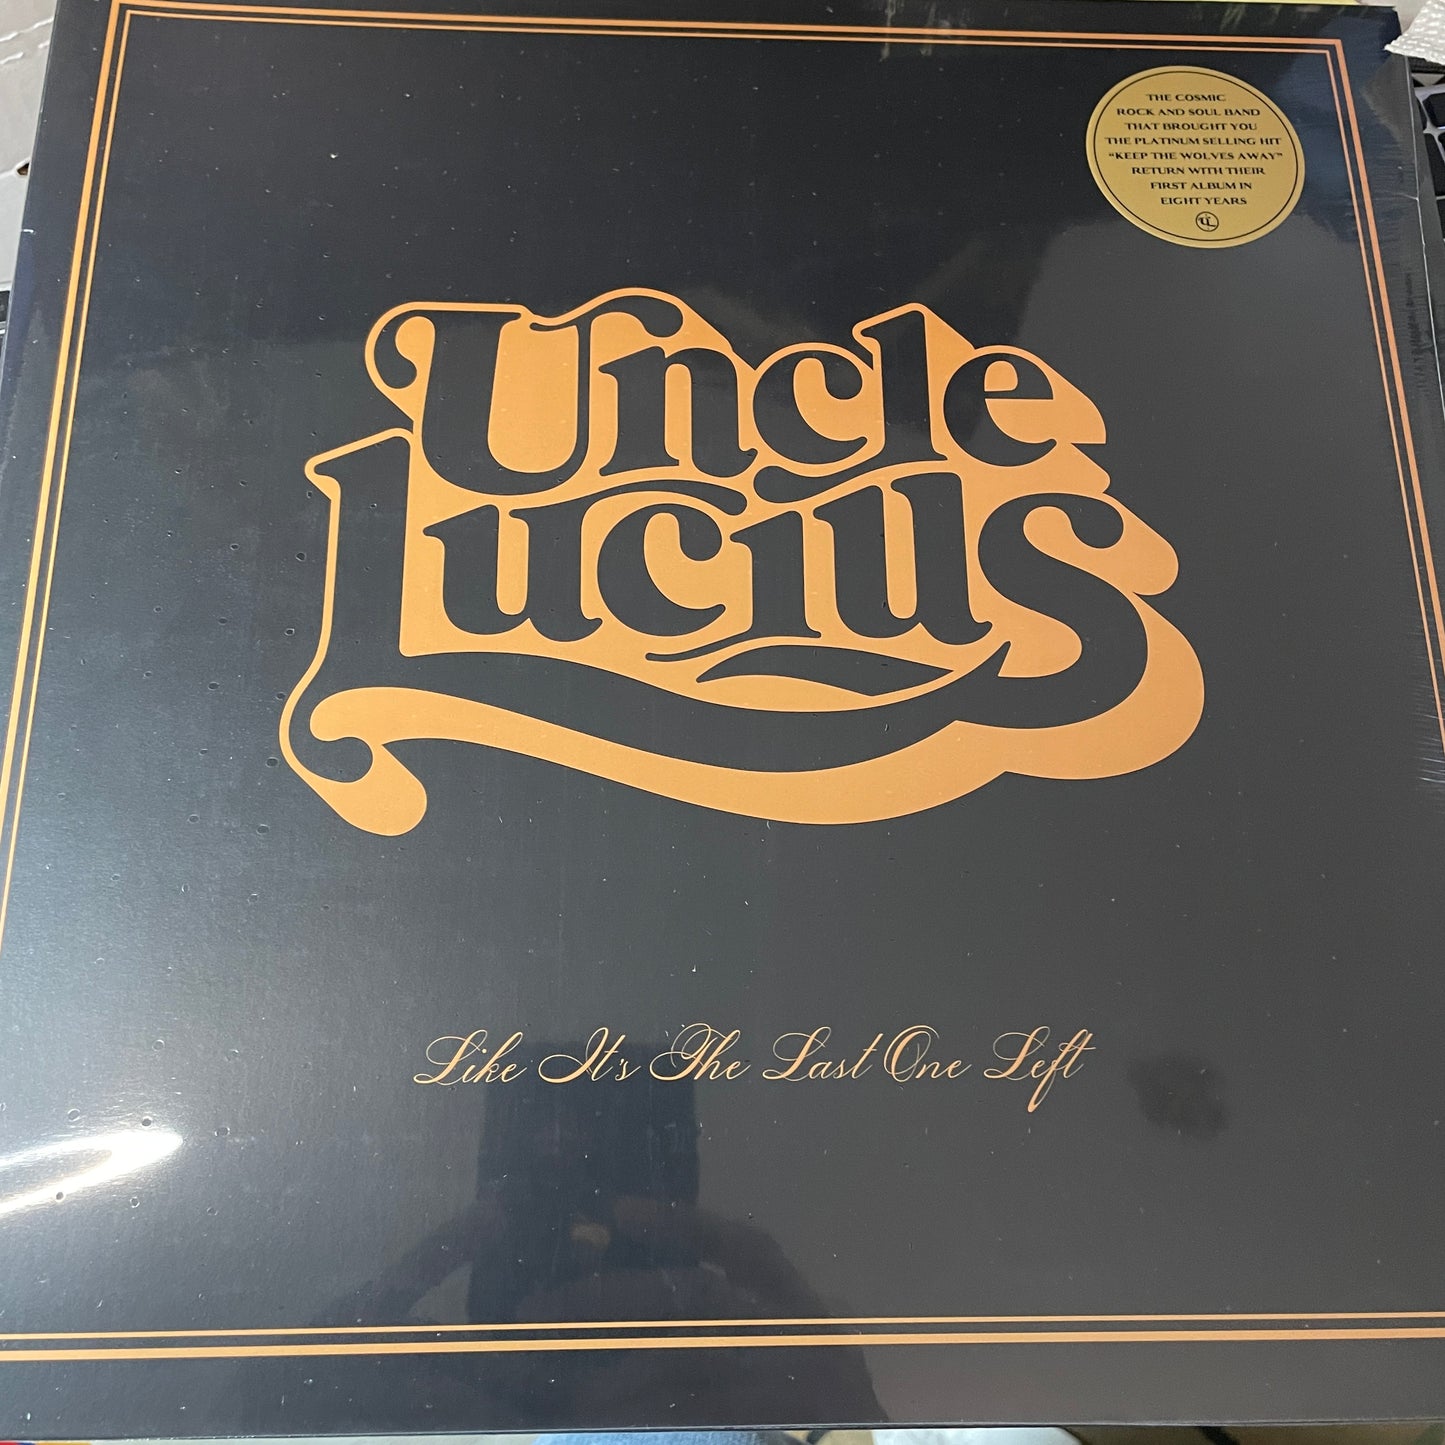 THE COSMIC
ROCK AND SOUL BAND
THAT BROUGHT YOU
THE PLATINUM SELLING HIT
“KEEP THE WOLVES AWAY”
RETURN WITH THEIR
FIRST ALBUM IN
EIGHT YEARS
UL
Uncle
Lucius
Like It's The Last One Left